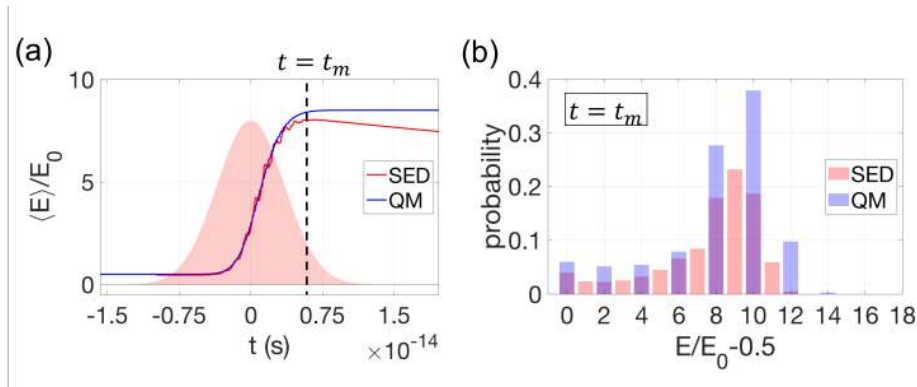 (a)
t = t_m
10
5
0
⟨E⟩/E_0
SED
QM
-1.5 -0.75 0 0.75 1.5
t (s)
×10^-14
(b)
0.4
0.3
0.2
0.1
0
probability
t = t_m
SED
QM
0 2 4 6 8 10 12 14 16 18
E/E_0-0.5